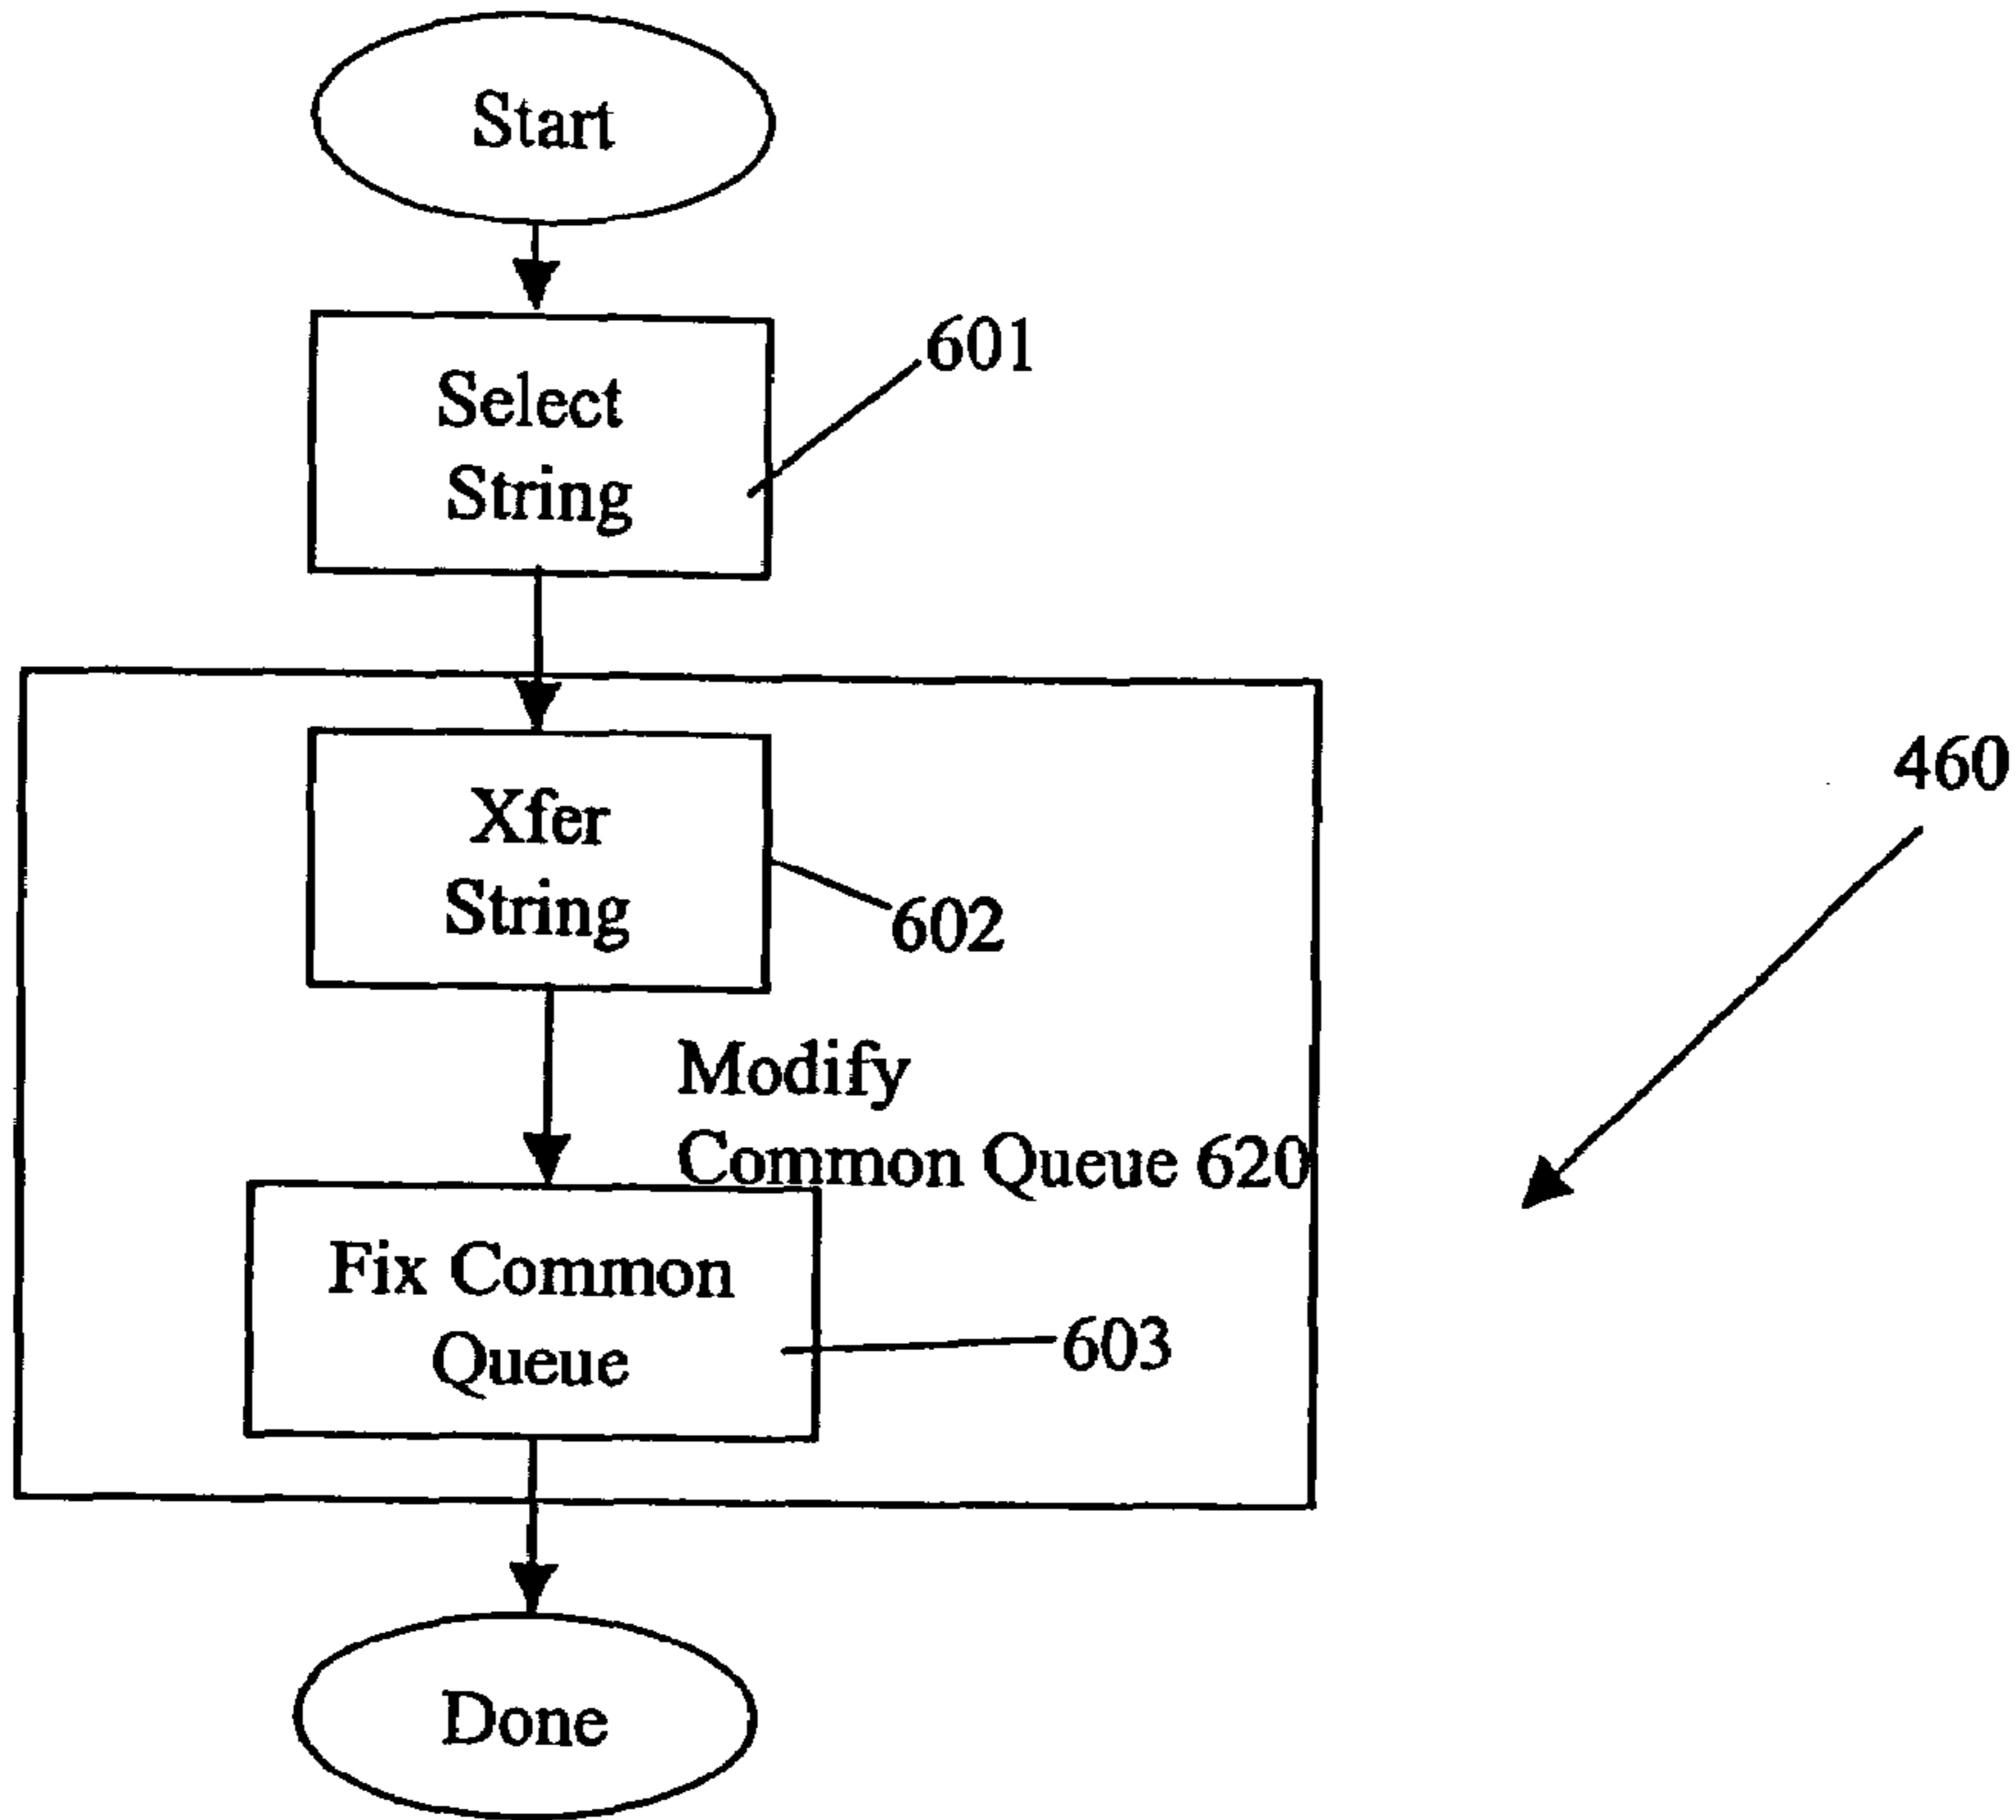 Start
Select
String
601
Xfer
String
602
460
Modify
Common Queue 620
Fix Common
Queue
603
Done